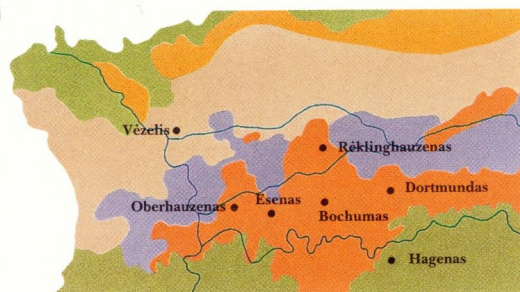 Vėzelis
Rėklinghauzenas
Dortmundas
Oberhauzenas
Esenas
Bochumas
Hagenas